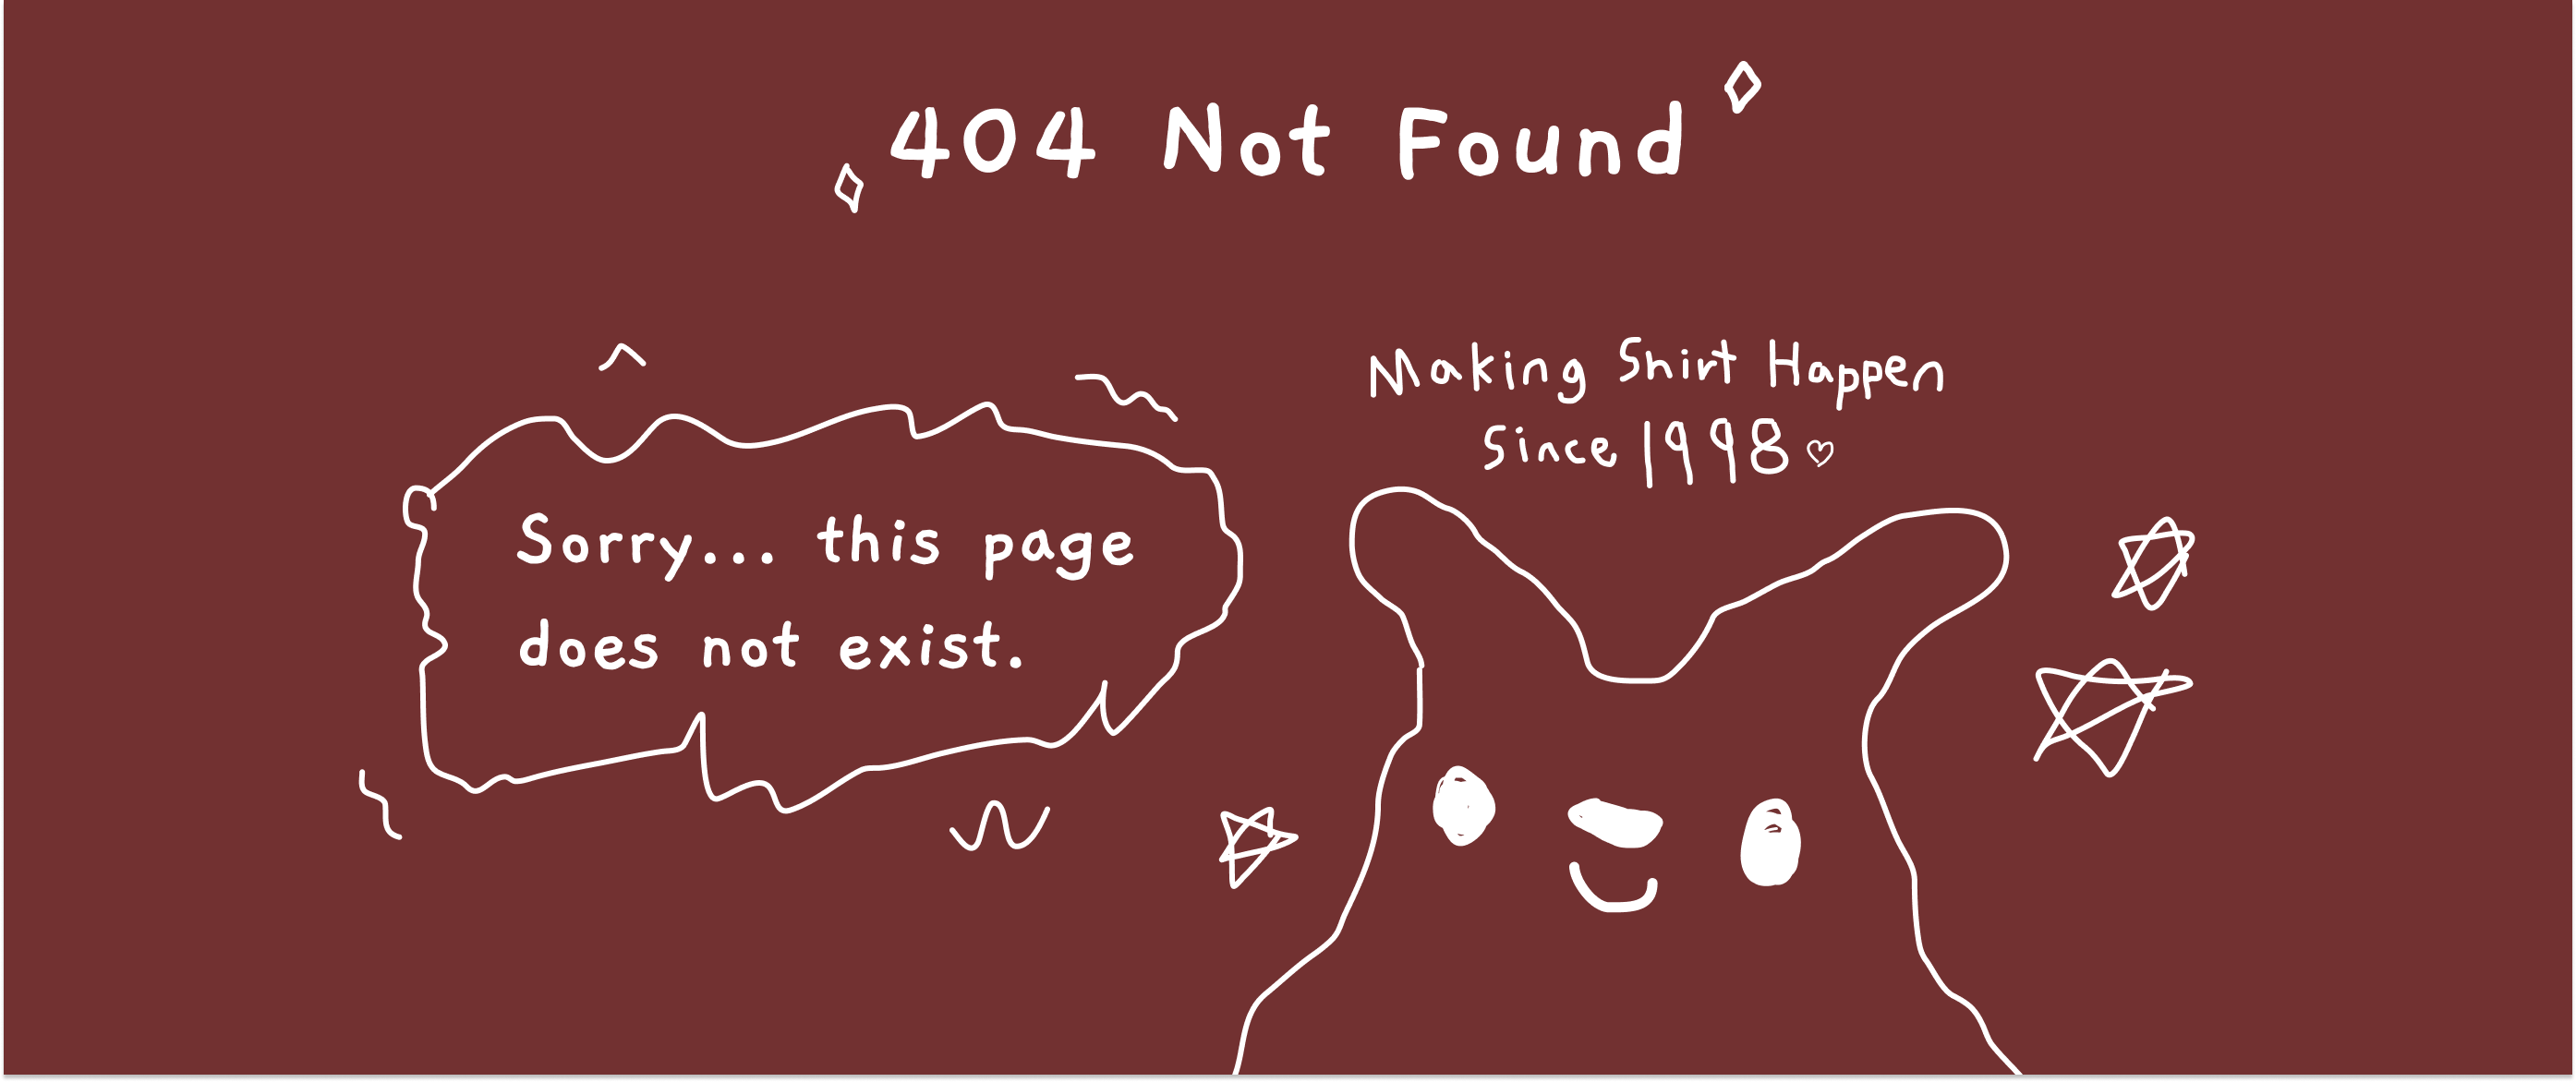 404 Not Found
Making Shirt Happen
Since 1998
Sorry... this page
does not exist.